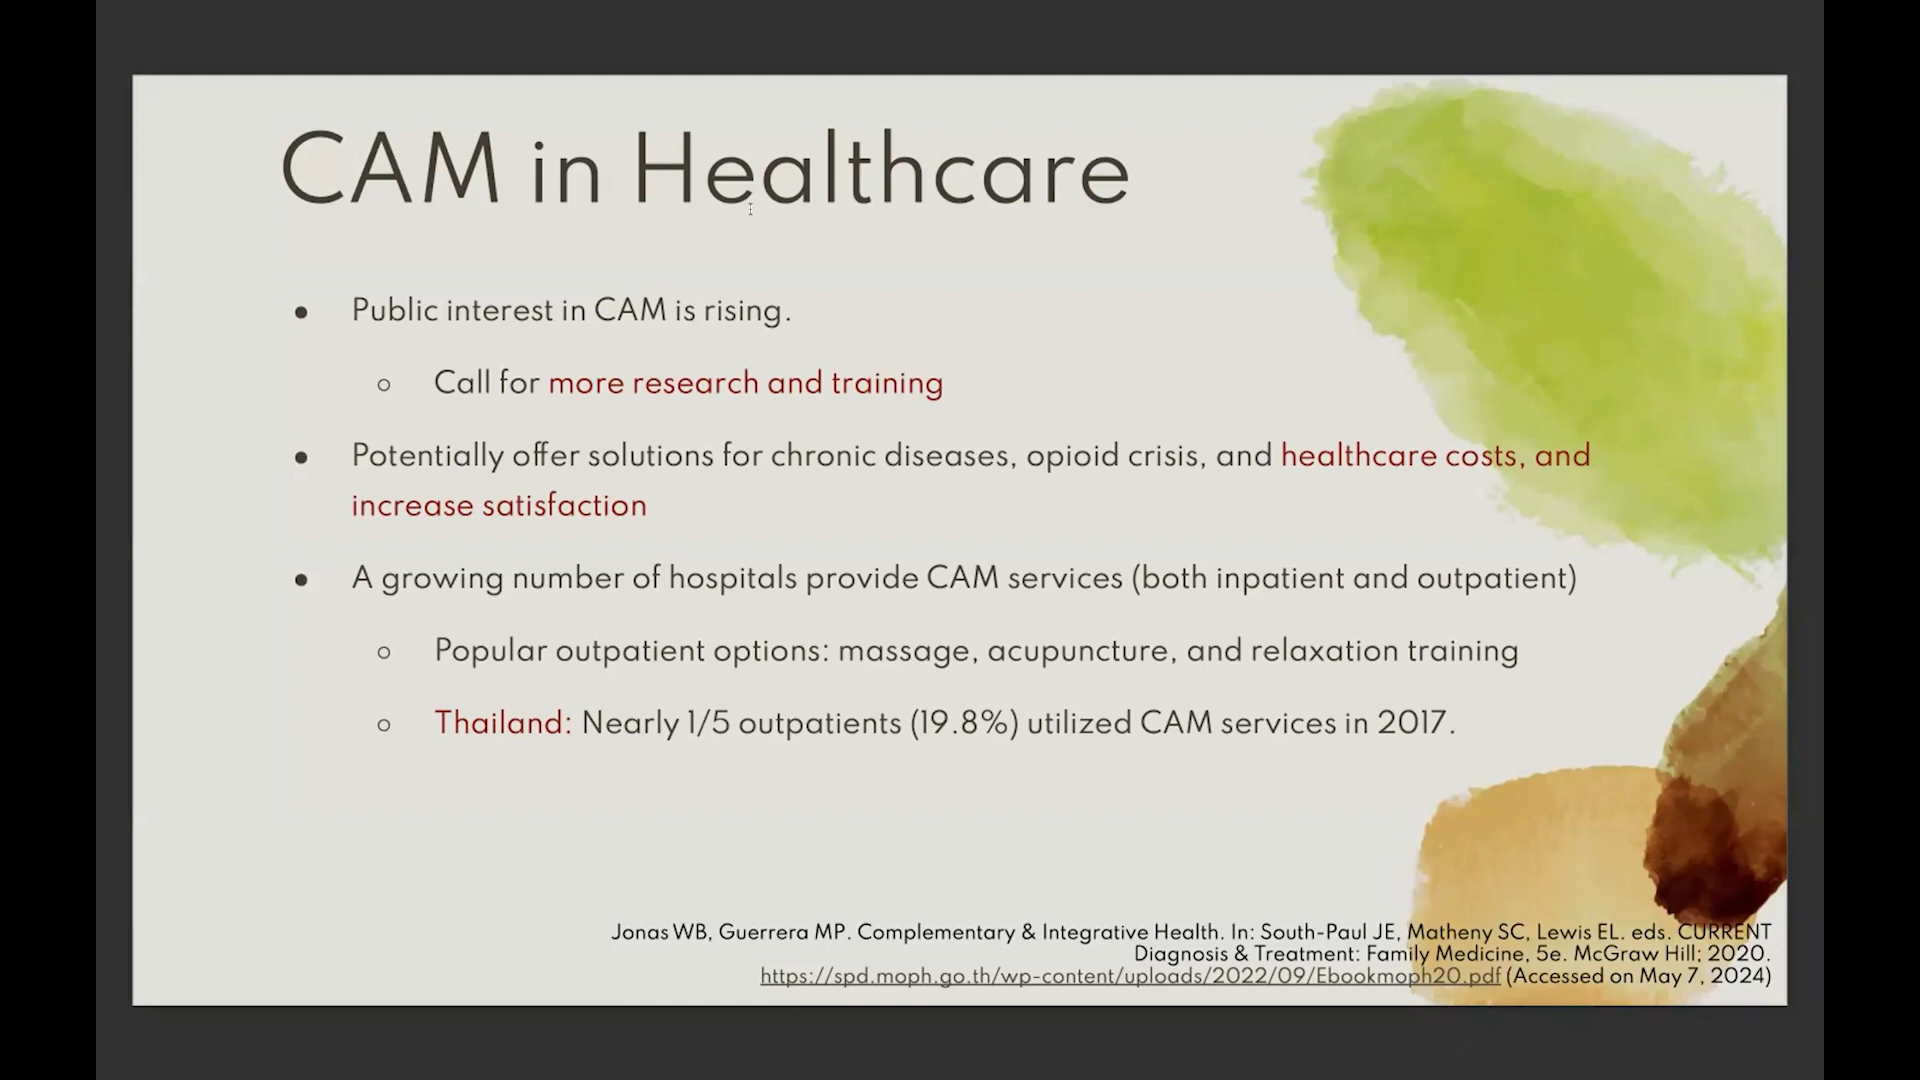 CAM in Healthcare
● Public interest in CAM is rising.
○ Call for more research and training
● Potentially offer solutions for chronic diseases, opioid crisis, and healthcare costs, and
increase satisfaction
● A growing number of hospitals provide CAM services (both inpatient and outpatient)
○ Popular outpatient options: massage, acupuncture, and relaxation training
○ Thailand: Nearly 1/5 outpatients (19.8%) utilized CAM services in 2017.
Jonas WB, Guerrera MP. Complementary & Integrative Health. In: South-Paul JE, Matheny SC, Lewis EL. eds. CURRENT
Diagnosis & Treatment: Family Medicine, 5e. McGraw Hill; 2020.
https://spd.moph.go.th/wp-content/uploads/2022/09/Ebookmoph20.pdf (Accessed on May 7, 2024)